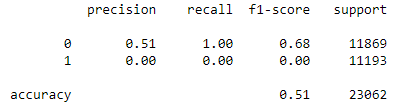 precision recall f1-score support
0 0.51 1.00 0.68 11869
1 0.00 0.00 0.00 11193
accuracy 0.51 23062